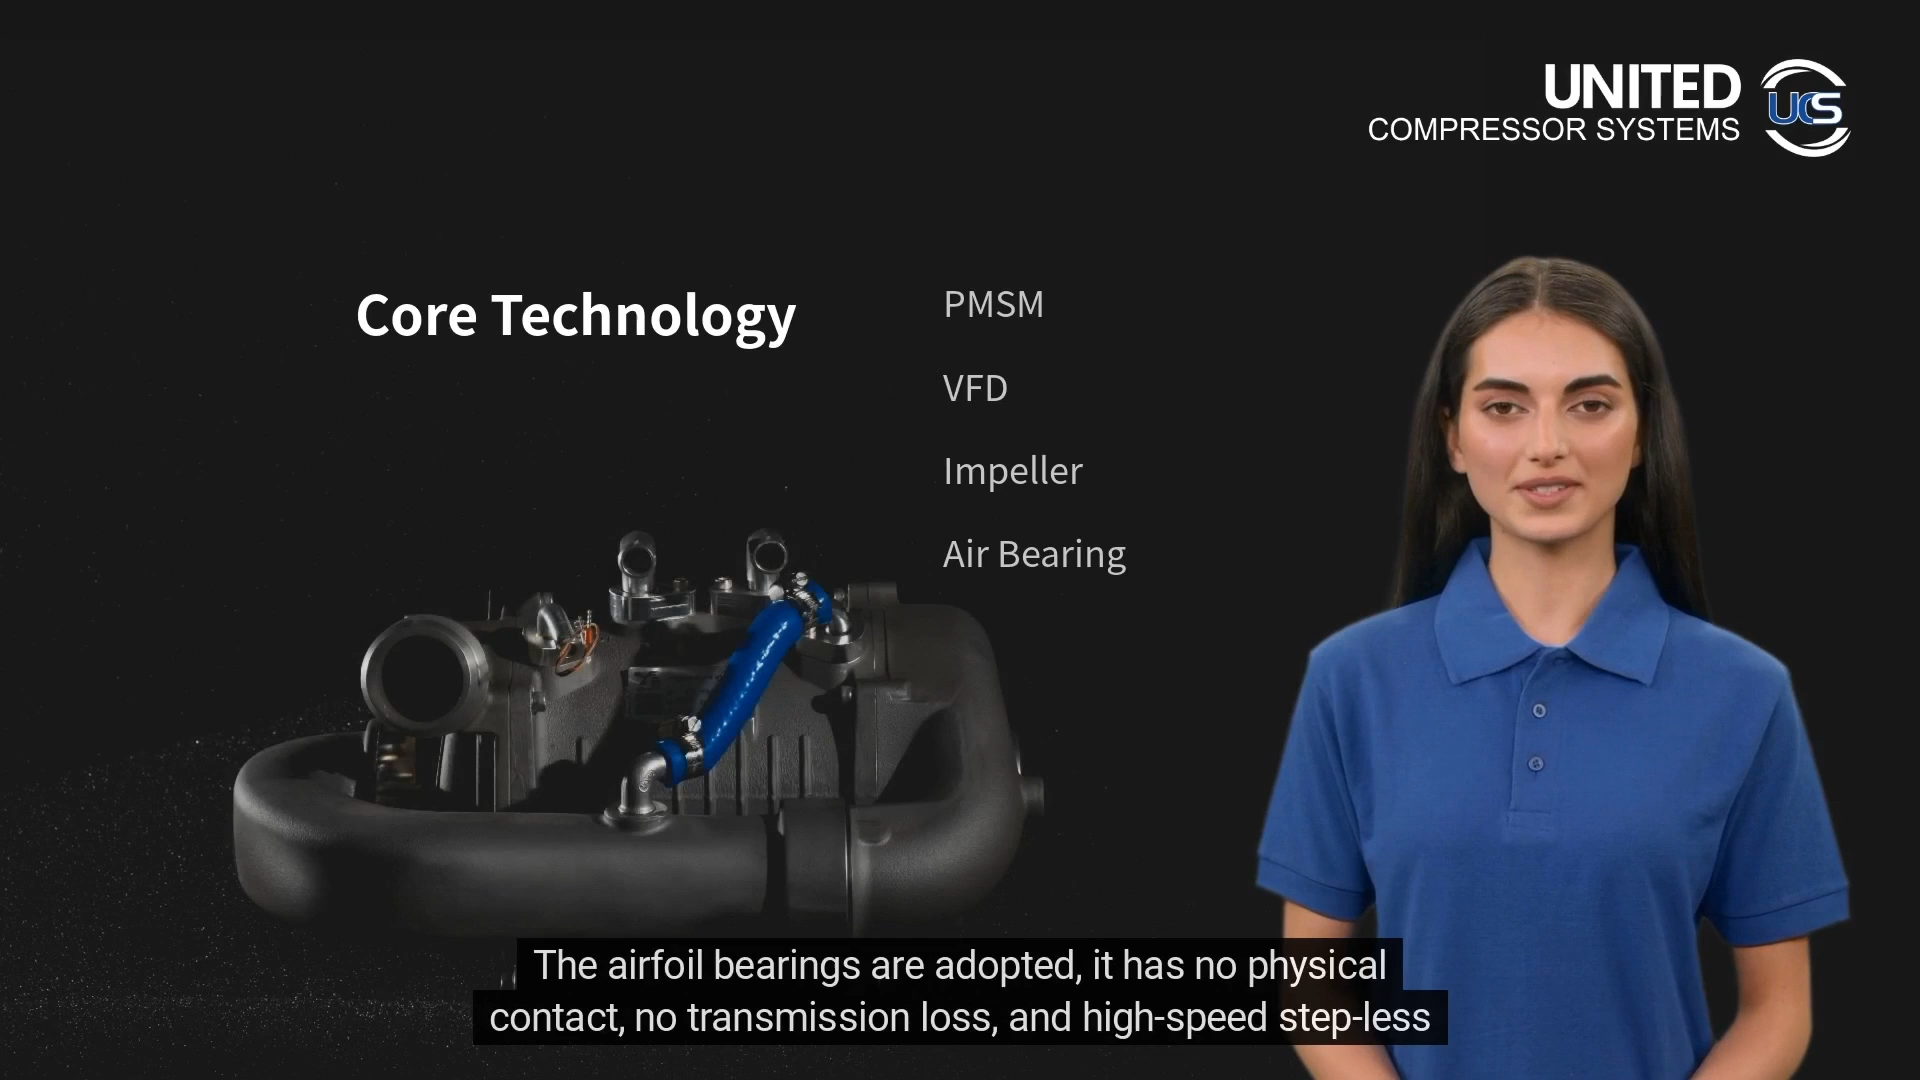 UNITED
COMPRESSOR SYSTEMS
UCS
Core Technology
PMSM
VFD
Impeller
Air Bearing
The airfoil bearings are adopted, it has no physical
contact, no transmission loss, and high-speed step-less